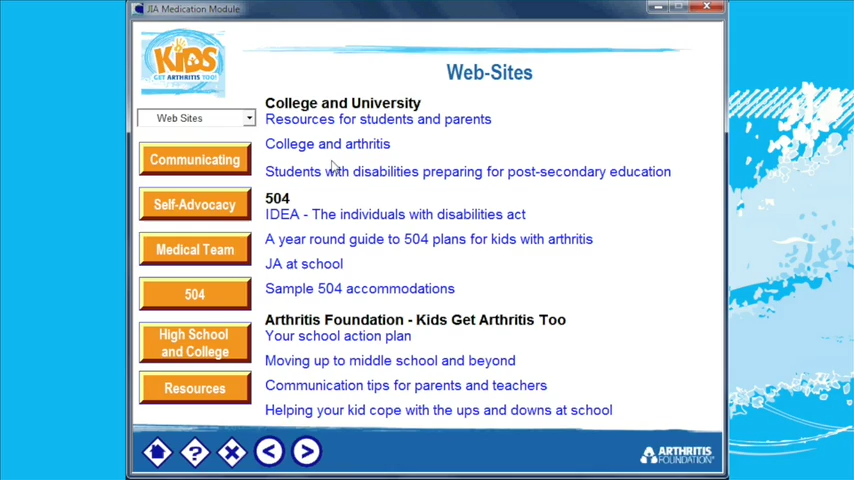 JIA Medication Module
KIDS
GET ARTHRITIS TOO!
Web-Sites
Web Sites
Communicating
Self-Advocacy
Medical Team
504
High School
and College
Resources
College and University
Resources for students and parents
College and arthritis
Students with disabilities preparing for post-secondary education
504
IDEA - The individuals with disabilities act
A year round guide to 504 plans for kids with arthritis
JA at school
Sample 504 accommodations
Arthritis Foundation - Kids Get Arthritis Too
Your school action plan
Moving up to middle school and beyond
Communication tips for parents and teachers
Helping your kid cope with the ups and downs at school
?
ARTHRITIS
FOUNDATION®